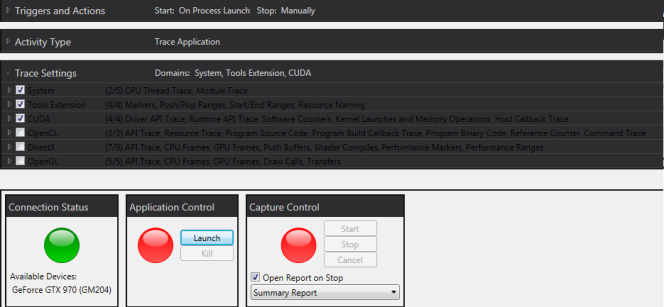 Triggers and Actions Start: On Process Launch Stop: Manually
Activity Type Trace Application
Trace Settings Domains: System, Tools Extension, CUDA
System (2/5) CPU Thread Trace, Module Trace
Tools Extension (4/4) Markers, Push/Pop Ranges, Start/End Ranges, Resource Naming
CUDA (4/4) Driver API Trace, Runtime API Trace, Software Counters, Kernel Launches and Memory Operations, Host Callback Trace
OpenCL (3/3) API Trace, Resource Trace, Program Source Code, Program Build Callback Trace, Program Binary Code, Reference Counter, Command Trace
DirectX (7/9) API Trace, CPU Frames, GPU Frames, Push Buffers, Shader Compiles, Performance Markers, Performance Ranges
OpenGL (5/5) API Trace, CPU Frames, GPU Frames, Draw Calls, Transfers
Connection Status
Available Devices:
GeForce GTX 970 (GM204)
Application Control
Launch
Kill
Capture Control
Start
Stop
Cancel
Open Report on Stop
Summary Report